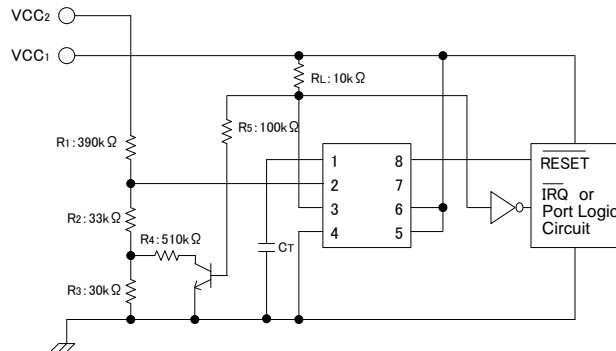 VCC2
VCC1
RL:10kΩ
R5:100kΩ
R1:390kΩ
1 8
2 7
3 6
4 5
RESET
IRQ or
Port Logic
Circuit
R2:33kΩ
R4:510kΩ
CT
R3:30kΩ